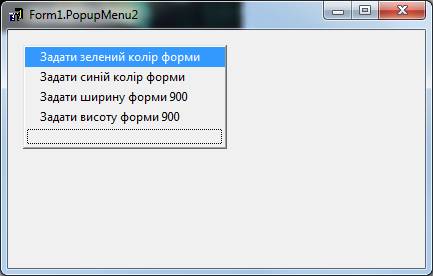 Form1.PopupMenu2
Задати зелений колір форми
Задати синій колір форми
Задати ширину форми 900
Задати висоту форми 900